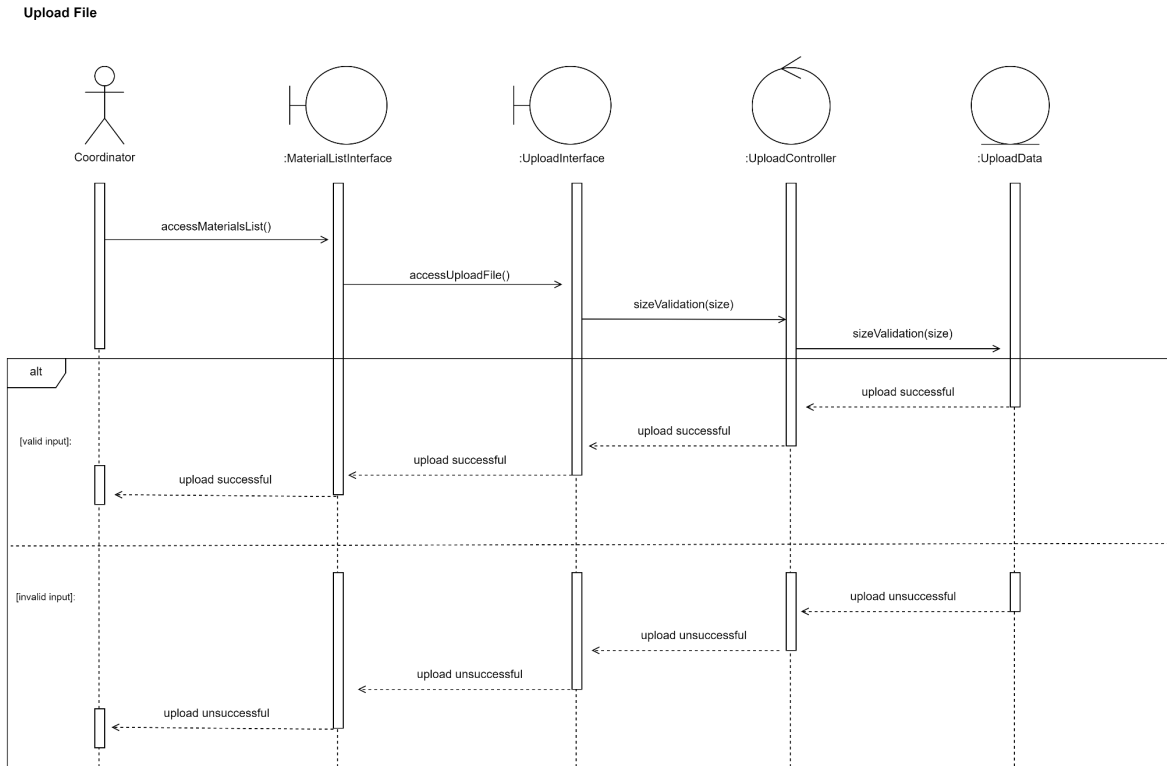 Upload File
Coordinator
:MaterialListInterface
:UploadInterface
:UploadController
:UploadData
accessMaterialsList()
accessUploadFile()
sizeValidation(size)
sizeValidation(size)
alt
upload successful
upload successful
[valid input]:
upload successful
upload successful
[invalid input]:
upload unsuccessful
upload unsuccessful
upload unsuccessful
upload unsuccessful